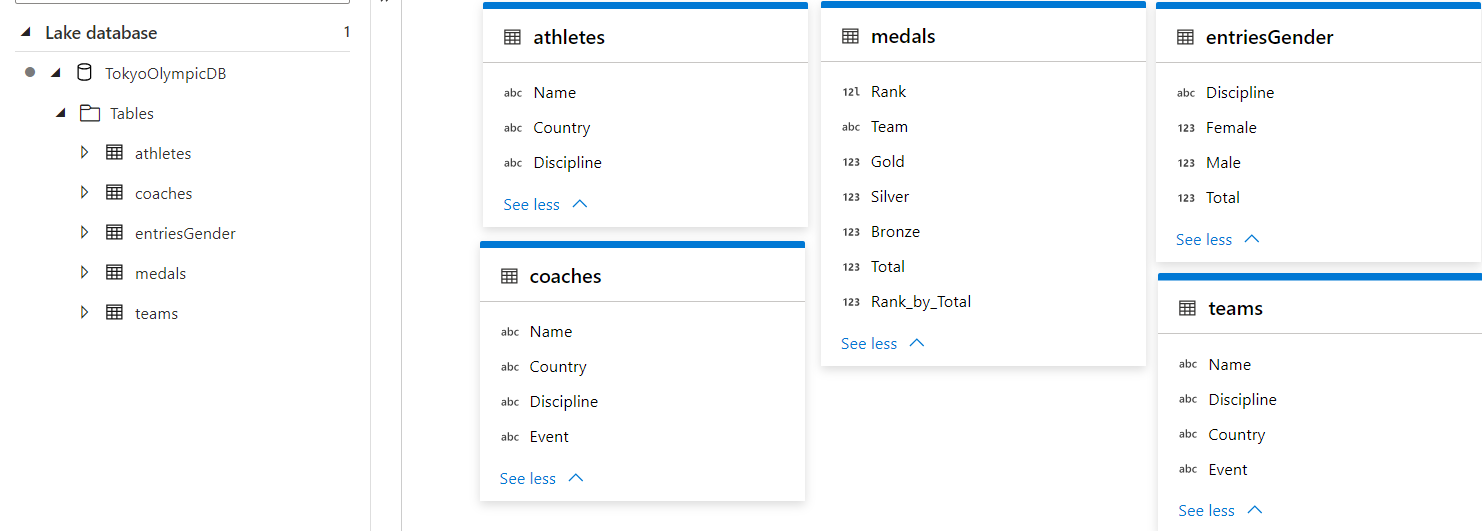 Lake database 1
TokyoOlympicDB
Tables
athletes
coaches
entriesGender
medals
teams
athletes
abc Name
abc Country
abc Discipline
See less
coaches
abc Name
abc Country
abc Discipline
abc Event
See less
medals
12l Rank
abc Team
123 Gold
123 Silver
123 Bronze
123 Total
123 Rank_by_Total
See less
entriesGender
abc Discipline
123 Female
123 Male
123 Total
See less
teams
abc Name
abc Discipline
abc Country
abc Event
See less